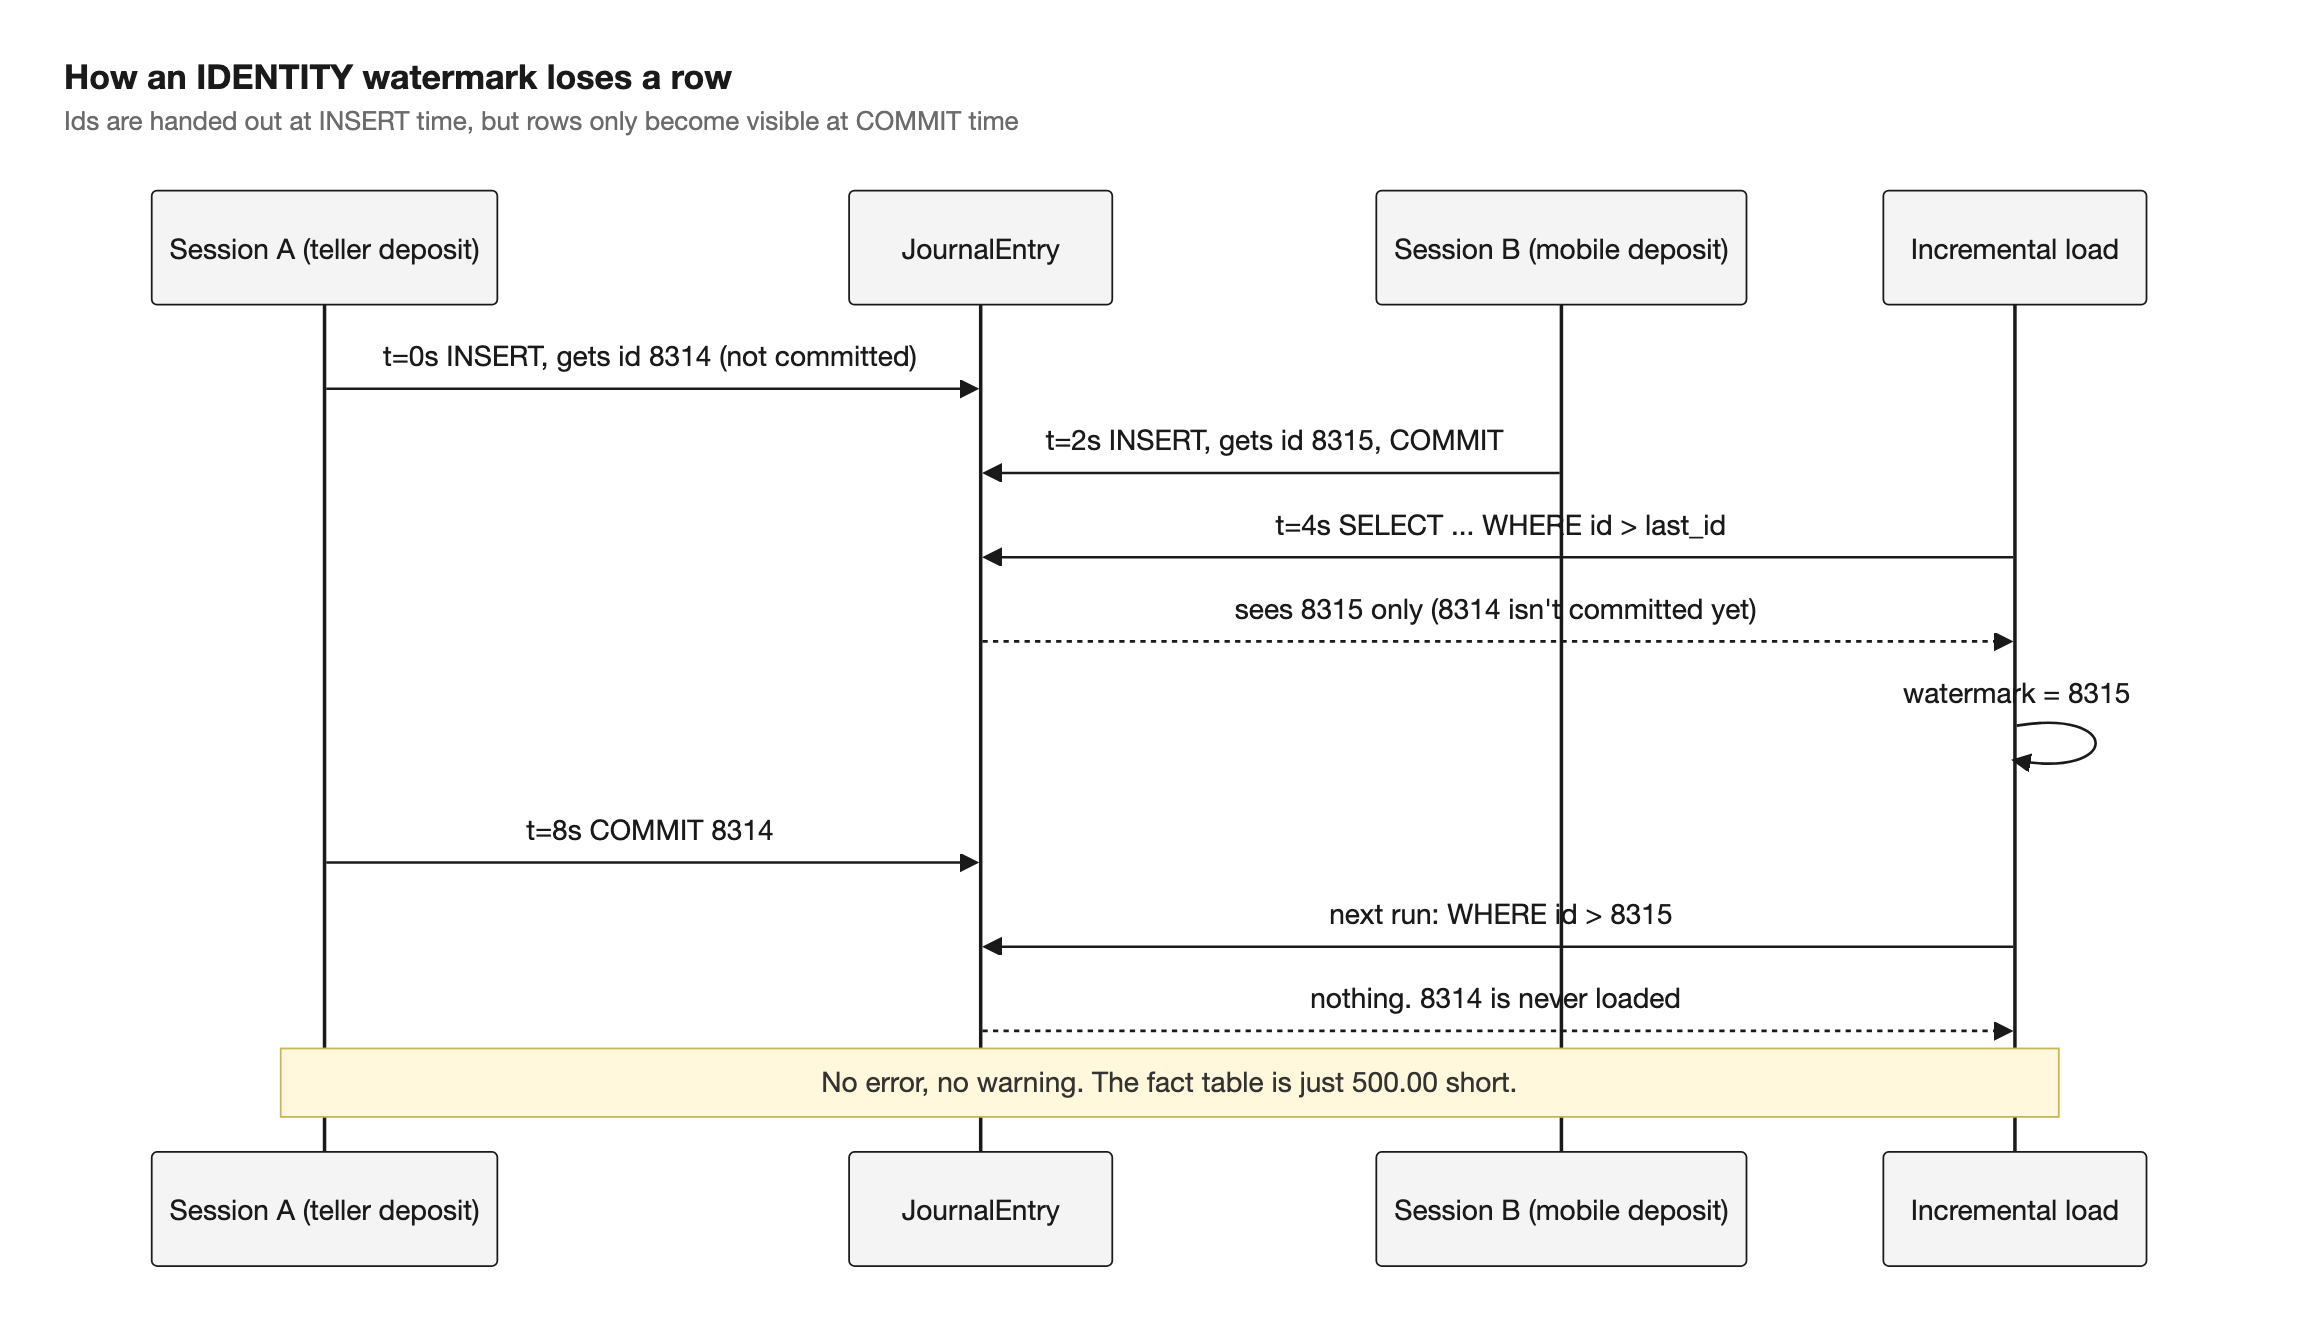 How an IDENTITY watermark loses a row
Ids are handed out at INSERT time, but rows only become visible at COMMIT time
Session A (teller deposit)
JournalEntry
Session B (mobile deposit)
Incremental load
t=0s INSERT, gets id 8314 (not committed)
t=2s INSERT, gets id 8315, COMMIT
t=4s SELECT ... WHERE id > last_id
sees 8315 only (8314 isn't committed yet)
watermark = 8315
t=8s COMMIT 8314
next run: WHERE id > 8315
nothing. 8314 is never loaded
No error, no warning. The fact table is just 500.00 short.
Session A (teller deposit)
JournalEntry
Session B (mobile deposit)
Incremental load